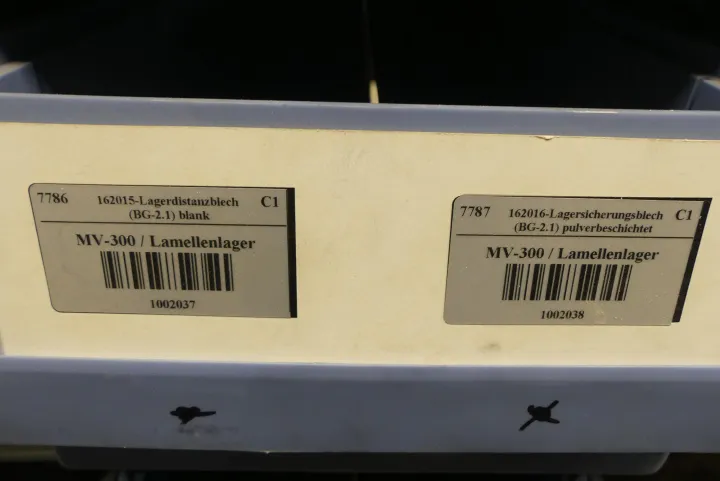 7786 162015-Lagerdistanzblech C1
(BG-2.1) blank
MV-300 / Lamellenlager
1002037
7787 162016-Lagersicherungsblech C1
(BG-2.1) pulverbeschichtet
MV-300 / Lamellenlager
1002038